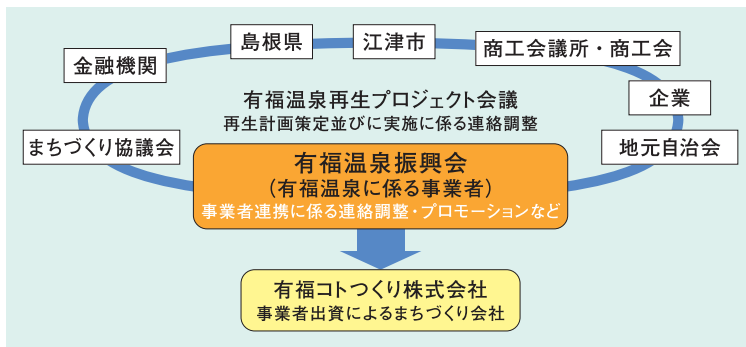 島根県
江津市
商工会議所・商工会
金融機関
企業
有福温泉再生プロジェクト会議
再生計画策定並びに実施に係る連絡調整
まちづくり協議会
地元自治会
有福温泉振興会
(有福温泉に係る事業者)
事業者連携に係る連絡調整・プロモーションなど
有福コトつくり株式会社
事業者出資によるまちづくり会社